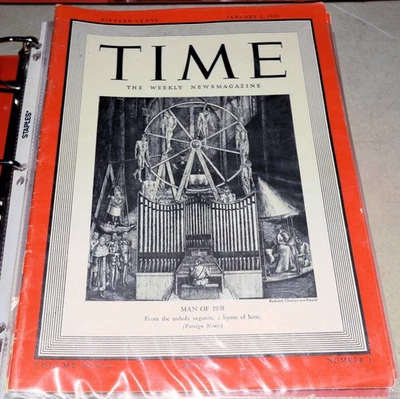 FIFTEEN CENTS JANUARY 2, 1939
TIME
THE WEEKLY NEWSMAGAZINE
STAPLES
Rudolph Charles von Ripper
MAN OF 1938
From the unholy organist, a hymn of hate.
(Foreign News)
VOLUME NUMBER 1